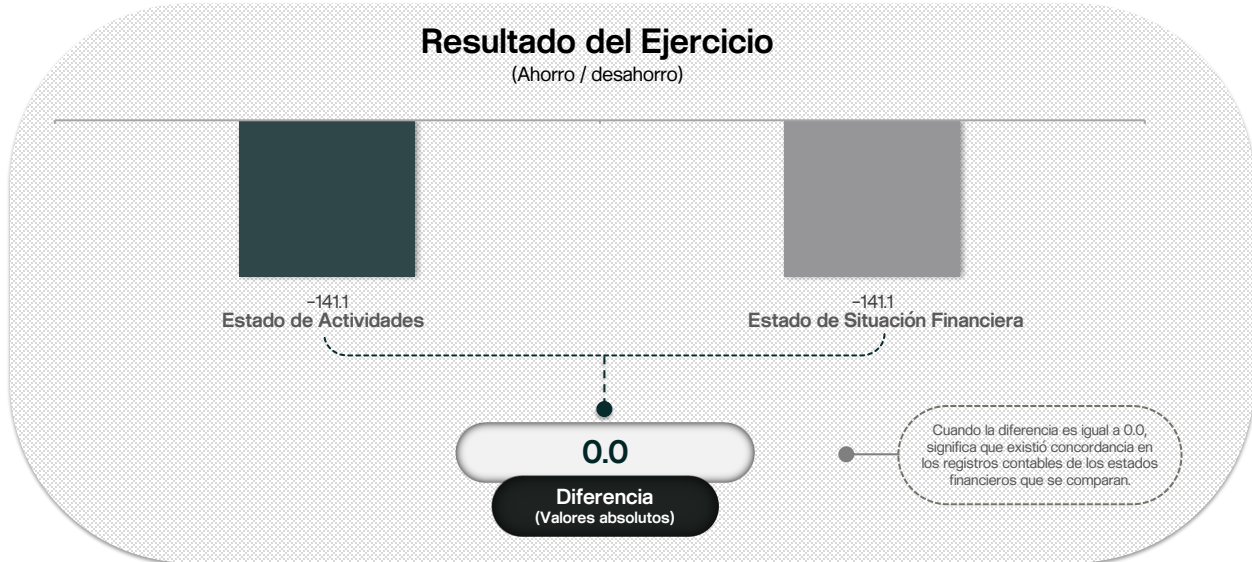 Resultado del Ejercicio
(Ahorro / desahorro)
-141.1
Estado de Actividades
-141.1
Estado de Situación Financiera
0.0
Diferencia
(Valores absolutos)
Cuando la diferencia es igual a 0.0,
significa que existió concordancia en
los registros contables de los estados
financieros que se comparan.